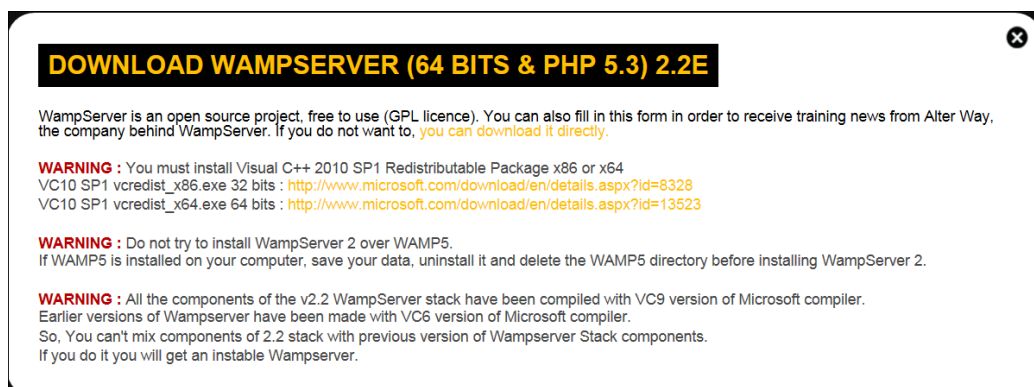 DOWNLOAD WAMPSERVER (64 BITS & PHP 5.3) 2.2E
WampServer is an open source project, free to use (GPL licence). You can also fill in this form in order to receive training news from Alter Way,
the company behind WampServer. If you do not want to, you can download it directly.
WARNING : You must install Visual C++ 2010 SP1 Redistributable Package x86 or x64
VC10 SP1 vcredist_x86.exe 32 bits : http://www.microsoft.com/download/en/details.aspx?id=8328
VC10 SP1 vcredist_x64.exe 64 bits : http://www.microsoft.com/download/en/details.aspx?id=13523
WARNING : Do not try to install WampServer 2 over WAMP5.
If WAMP5 is installed on your computer, save your data, uninstall it and delete the WAMP5 directory before installing WampServer 2.
WARNING : All the components of the v2.2 WampServer stack have been compiled with VC9 version of Microsoft compiler.
Earlier versions of Wampserver have been made with VC6 version of Microsoft compiler.
So, You can't mix components of 2.2 stack with previous version of Wampserver Stack components.
If you do it you will get an instable Wampserver.